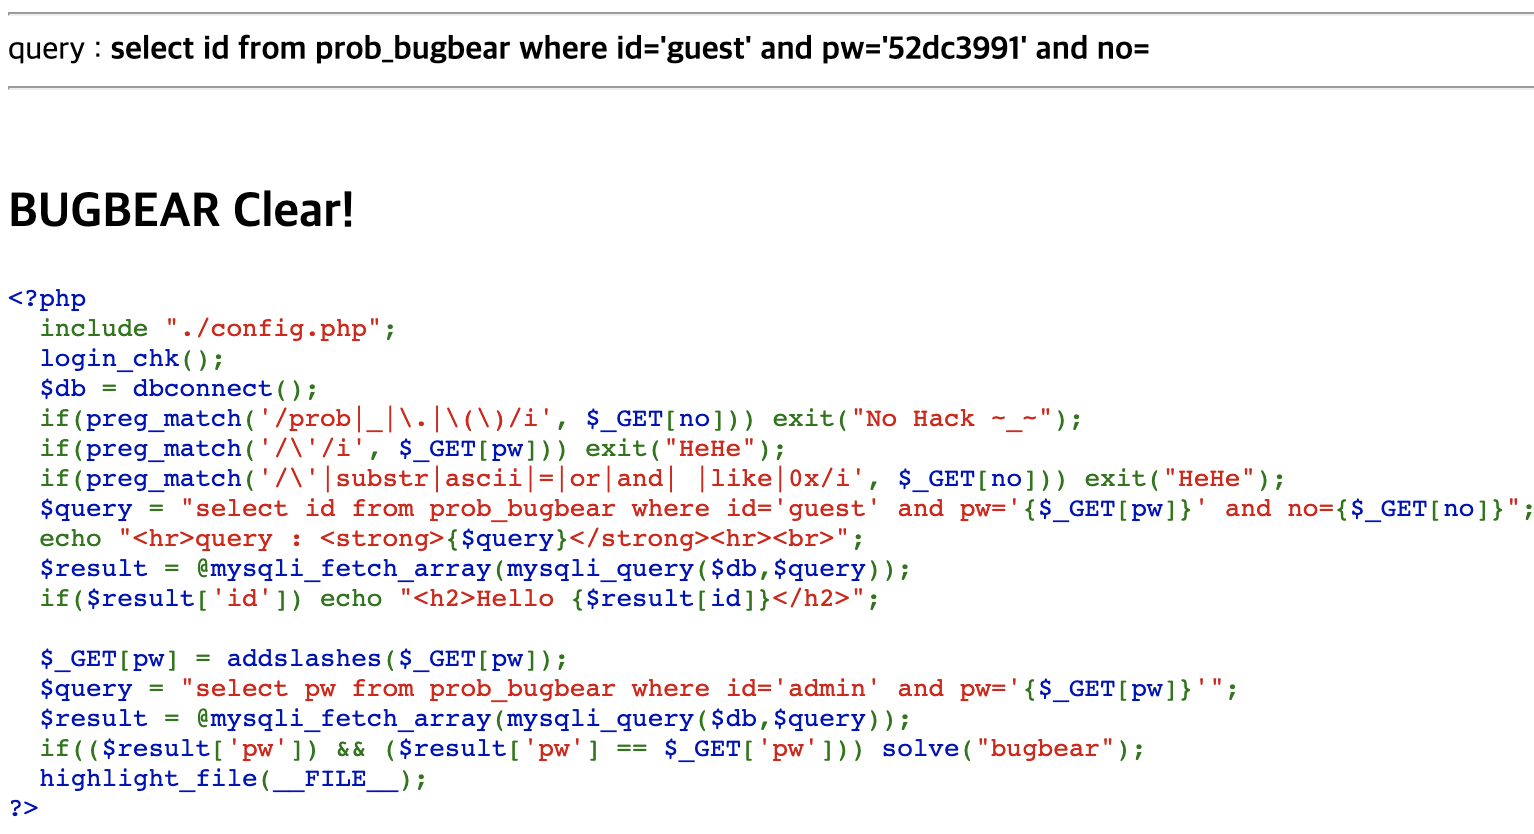 query : select id from prob_bugbear where id='guest' and pw='52dc3991' and no=
BUGBEAR Clear!
<?php
  include "./config.php";
  login_chk();
  $db = dbconnect();
  if(preg_match('/prob|_|\.|\(\)/i', $_GET[no])) exit("No Hack ~_~");
  if(preg_match('/\'/i', $_GET[pw])) exit("HeHe");
  if(preg_match('/\'|substr|ascii|=|or|and| |like|0x/i', $_GET[no])) exit("HeHe");
  $query = "select id from prob_bugbear where id='guest' and pw='{$_GET[pw]}' and no={$_GET[no]}";
  echo "<hr>query : <strong>{$query}</strong><hr><br>";
  $result = @mysqli_fetch_array(mysqli_query($db,$query));
  if($result['id']) echo "<h2>Hello {$result[id]}</h2>";
  $_GET[pw] = addslashes($_GET[pw]);
  $query = "select pw from prob_bugbear where id='admin' and pw='{$_GET[pw]}'";
  $result = @mysqli_fetch_array(mysqli_query($db,$query));
  if(($result['pw']) && ($result['pw'] == $_GET['pw'])) solve("bugbear");
  highlight_file(__FILE__);
?>